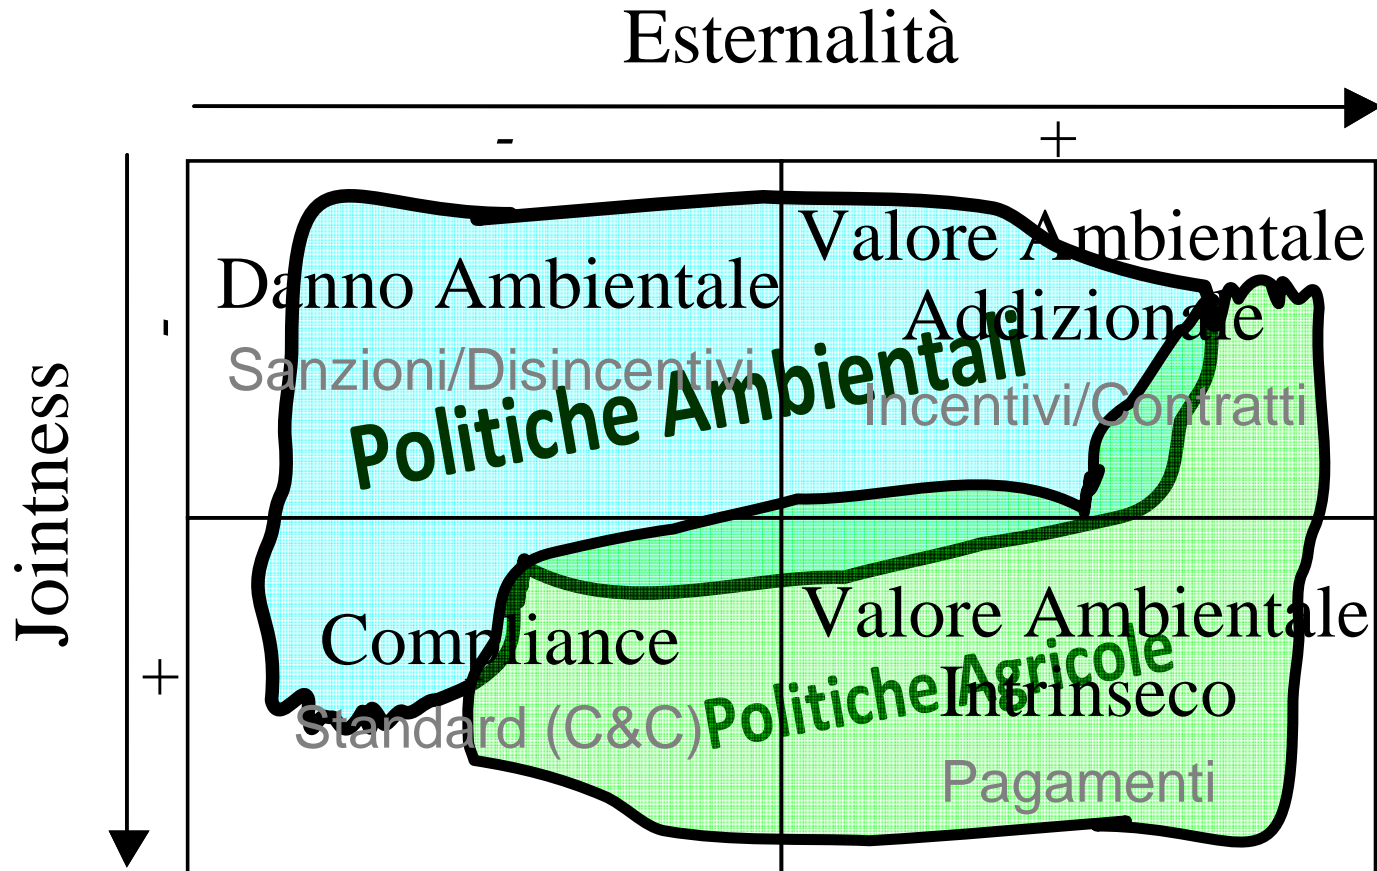 Esternalità
- +
Jointness
-
+
Danno Ambientale
Sanzioni/Disincentivi
Valore Ambientale
Addizionale
Incentivi/Contratti
Politiche Ambientali
Compliance
Standard (C&C)
Valore Ambientale
Intrinseco
Pagamenti
Politiche Agricole